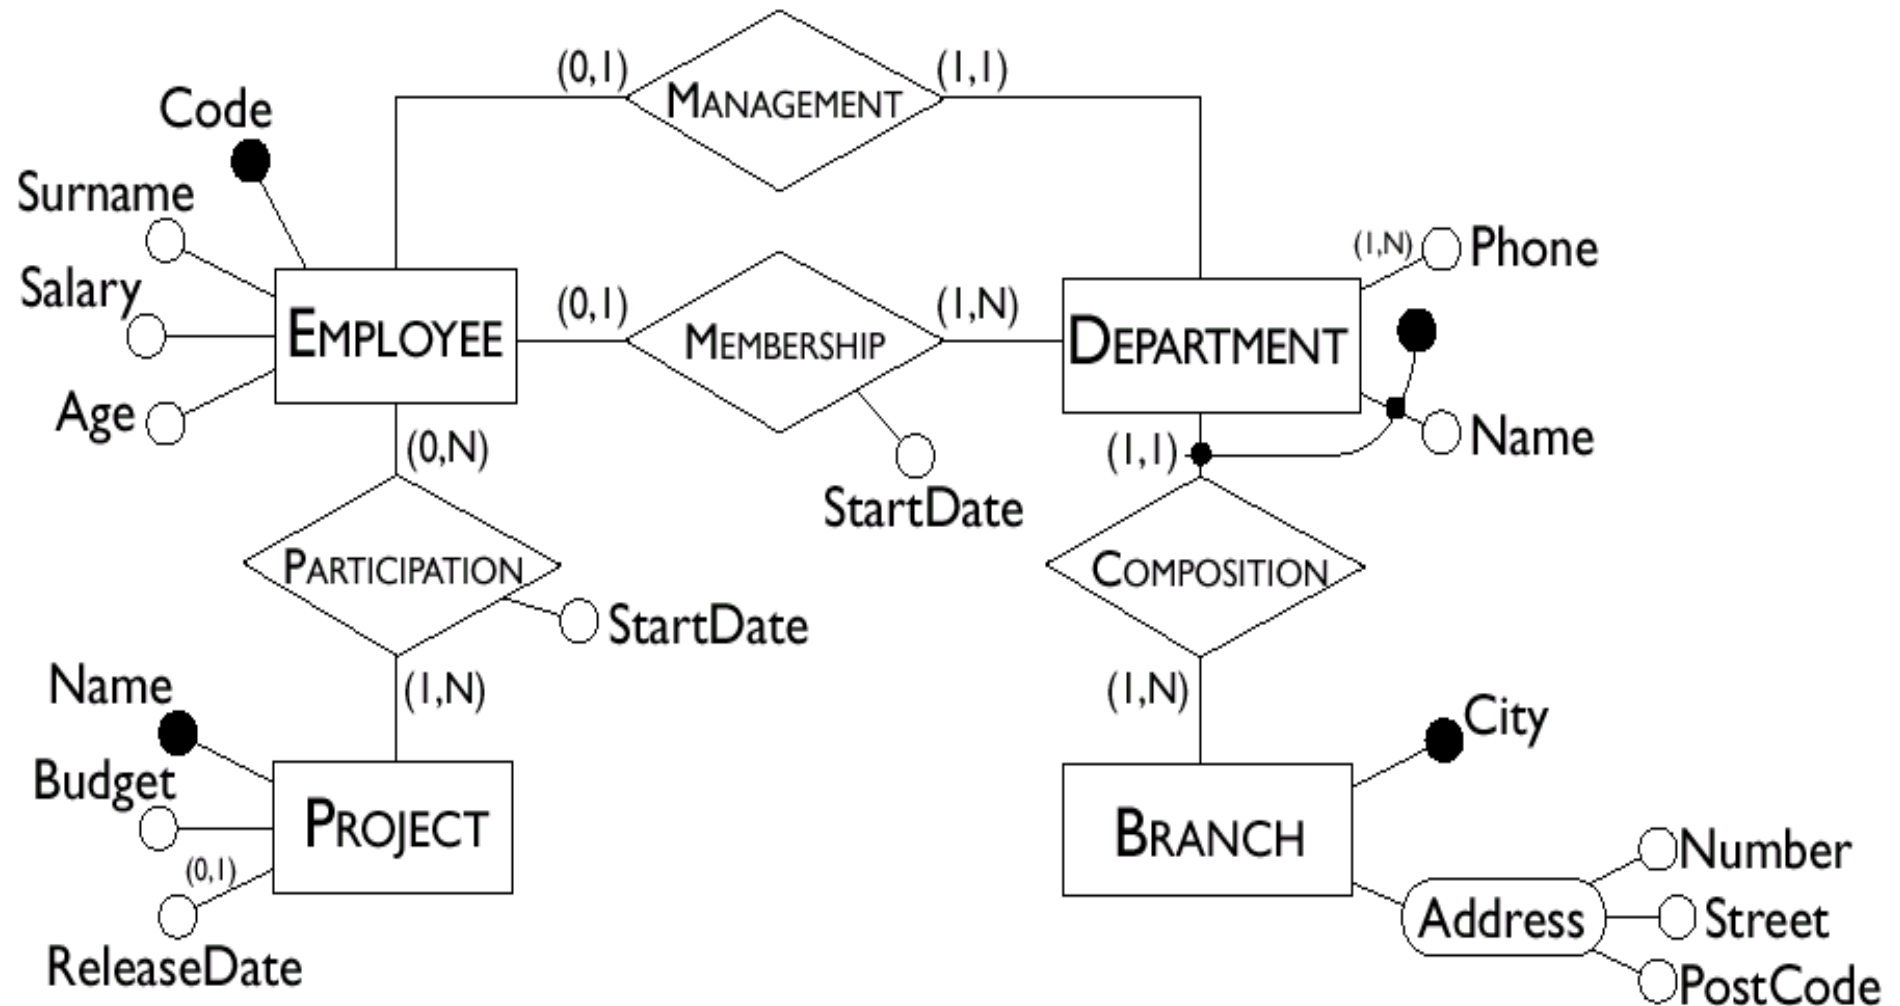 (0,1)
MANAGEMENT
(1,1)
Code
Surname
Salary
Age
EMPLOYEE
(0,1)
MEMBERSHIP
(1,N)
StartDate
DEPARTMENT
(1,N)
Phone
Name
(0,N)
PARTICIPATION
StartDate
(1,N)
(1,1)
COMPOSITION
(1,N)
Name
Budget
(0,1)
ReleaseDate
PROJECT
BRANCH
City
Address
Number
Street
PostCode